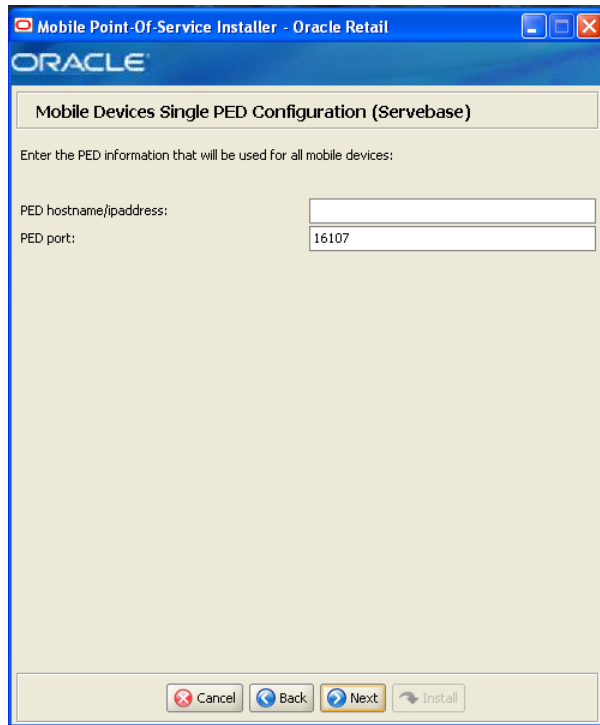 Mobile Point-Of-Service Installer - Oracle Retail
ORACLE
Mobile Devices Single PED Configuration (Servebase)
Enter the PED information that will be used for all mobile devices:
PED hostname/ipaddress:
PED port: 16107
Cancel Back Next Install